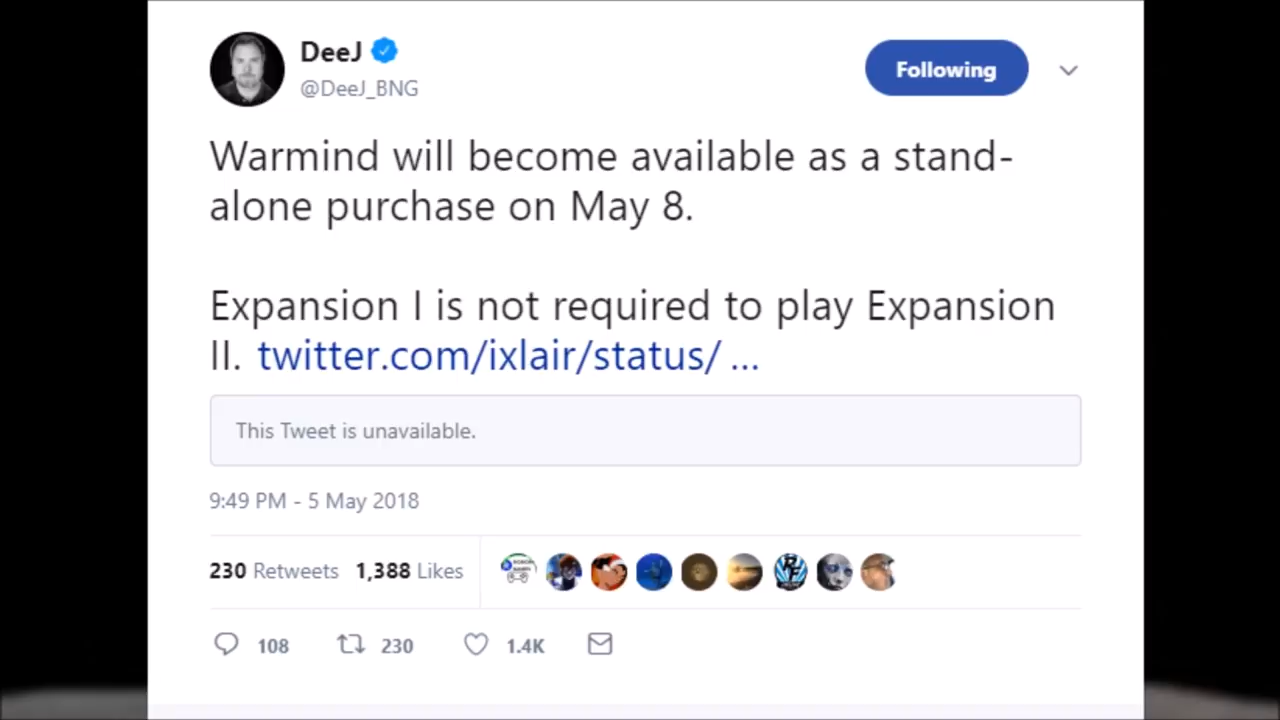 DeeJ
@DeeJ_BNG
Following
Warmind will become available as a stand-
alone purchase on May 8.
Expansion I is not required to play Expansion
II. twitter.com/ixlair/status/ ...
This Tweet is unavailable.
9:49 PM - 5 May 2018
230 Retweets 1,388 Likes
108 230 1.4K